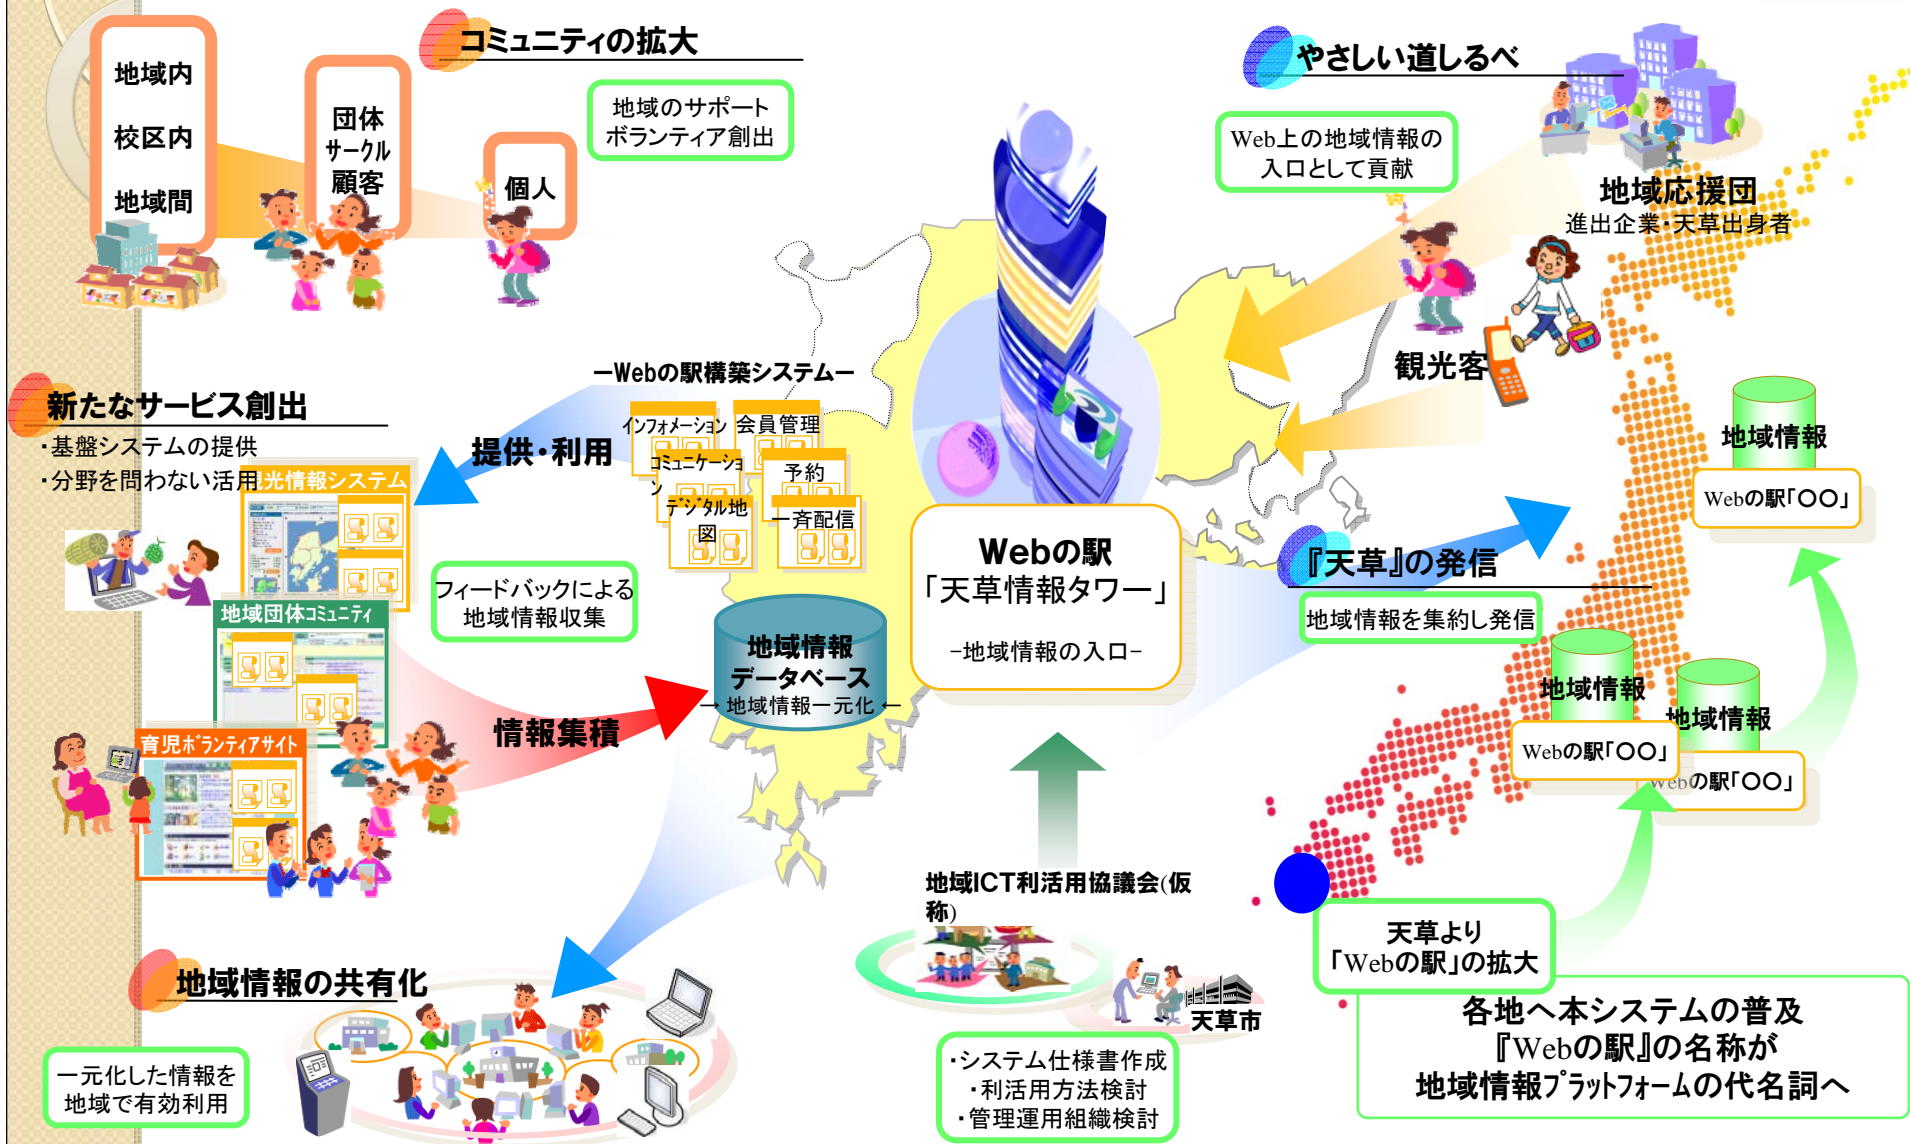 コミュニティの拡大
地域のサポート
ボランティア創出
地域内
校区内
地域間
団体
サークル
顧客
個人
やさしい道しるべ
Web上の地域情報の
入口として貢献
地域応援団
進出企業・天草出身者
観光客
新たなサービス創出
・基盤システムの提供
・分野を問わない活用
ーWebの駅構築システムー
提供・利用
インフォメーション
会員管理
コミュニケーショ
ン
予約
デジタル地
図
一斉配信
観光情報システム
地域団体コミュニティ
育児ボランティアサイト
フィードバックによる
地域情報収集
情報集積
地域情報
データベース
→ 地域情報一元化 ←
Webの駅
「天草情報タワー」
−地域情報の入口−
『天草』の発信
地域情報を集約し発信
地域情報
Webの駅「〇〇」
地域情報
Webの駅「〇〇」
地域情報
Webの駅「〇〇」
天草より
「Webの駅」の拡大
各地へ本システムの普及
『Webの駅』の名称が
地域情報プラットフォームの代名詞へ
地域ICT利活用協議会(仮
称)
天草市
・システム仕様書作成
・利活用方法検討
・管理運用組織検討
地域情報の共有化
一元化した情報を
地域で有効利用